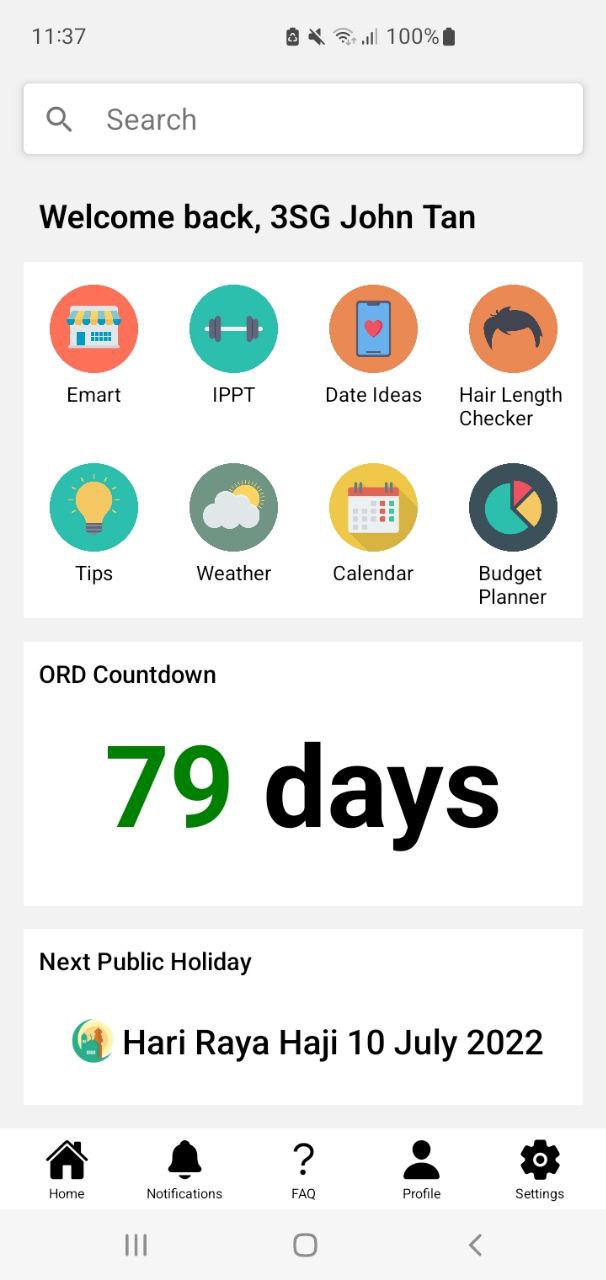 11:37
100%
Search
Welcome back, 3SG John Tan
Emart
IPPT
Date Ideas
Hair Length
Checker
Tips
Weather
Calendar
Budget
Planner
ORD Countdown
79 days
Next Public Holiday
Hari Raya Haji 10 July 2022
Home
Notifications
?
FAQ
Profile
Settings